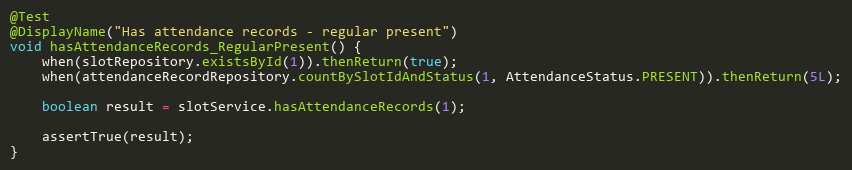 @Test
@DisplayName("Has attendance records - regular present")
void hasAttendanceRecords_RegularPresent() {
    when(slotRepository.existsById(1)).thenReturn(true);
    when(attendanceRecordRepository.countBySlotIdAndStatus(1, AttendanceStatus.PRESENT)).thenReturn(5L);

    boolean result = slotService.hasAttendanceRecords(1);

    assertTrue(result);
}